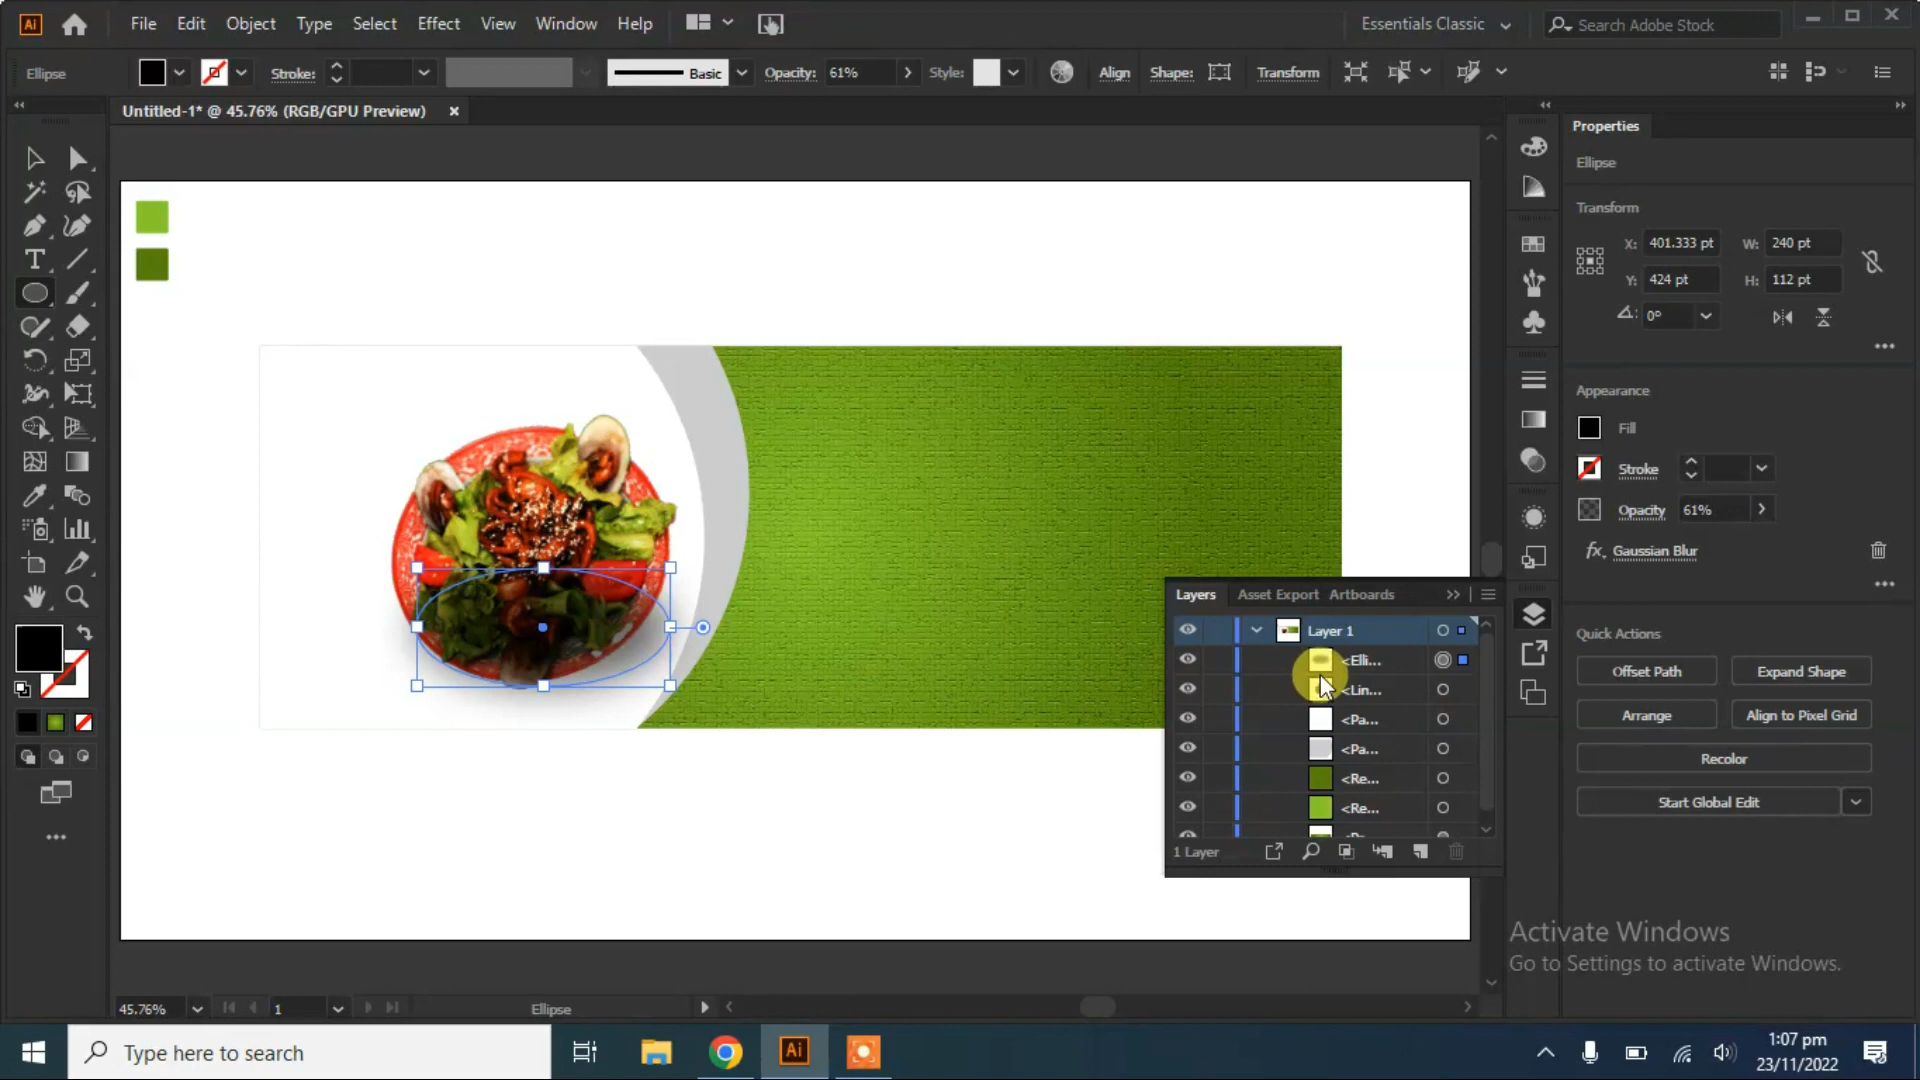 Ai File Edit Object Type Select Effect View Window Help Essentials Classic Search Adobe Stock
Ellipse Stroke: Basic Opacity: 61% Style: Align Shape: Transform
Untitled-1* @ 45.76% (RGB/GPU Preview) ×
Properties
Ellipse
Transform
X: 401.333 pt W: 240 pt
Y: 424 pt H: 112 pt
0°
Appearance
Fill
Stroke
Opacity 61%
fx Gaussian Blur
Quick Actions
Offset Path Expand Shape
Arrange Align to Pixel Grid
Recolor
Start Global Edit
Layers Asset Export Artboards
Layer 1
<Elli...
<Lin...
<Pa...
<Pa...
<Re...
<Re...
1 Layer
Activate Windows
Go to Settings to activate Windows.
45.76% 1 Ellipse
Type here to search
Ai
1:07 pm
23/11/2022